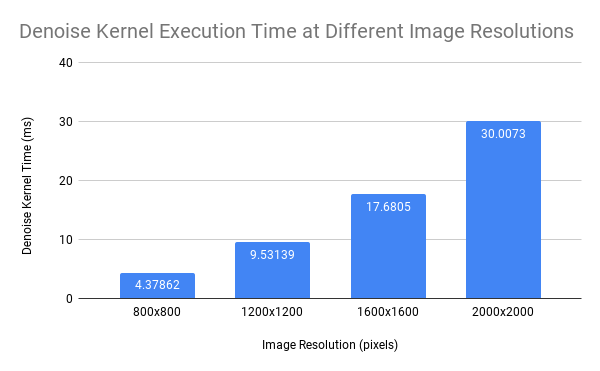 Denoise Kernel Execution Time at Different Image Resolutions
Denoise Kernel Time (ms)
40
30
20
10
0
4.37862
9.53139
17.6805
30.0073
800x800
1200x1200
1600x1600
2000x2000
Image Resolution (pixels)